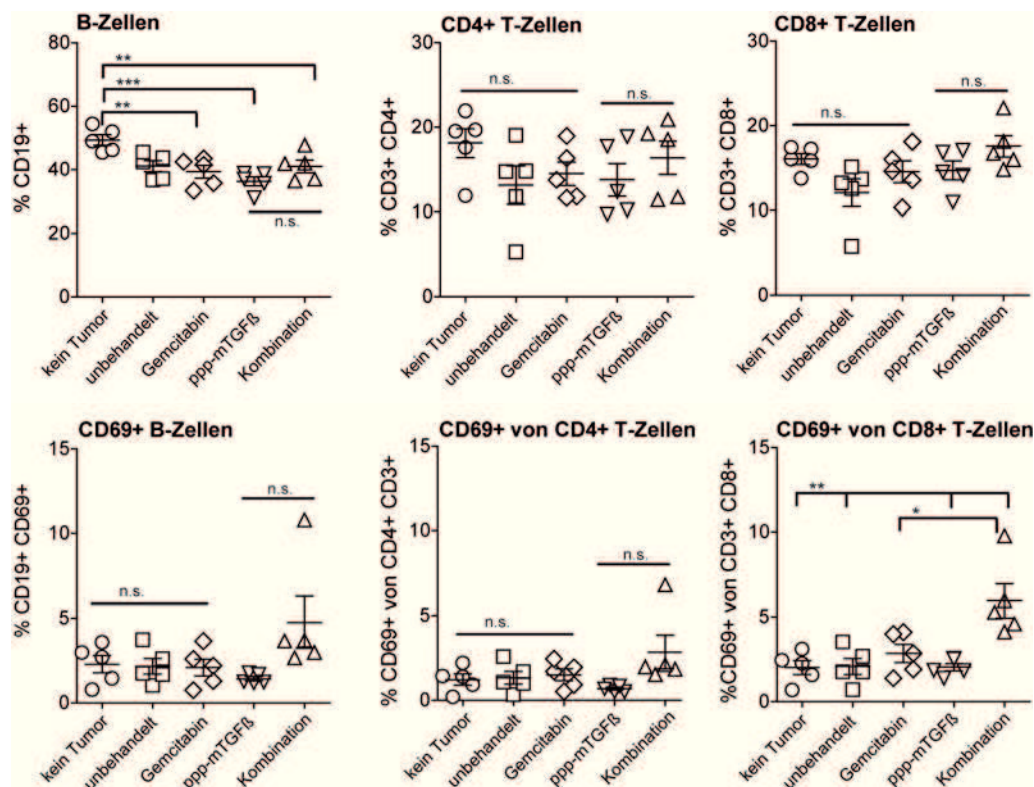 B-Zellen
% CD19+
80
60
40
20
0
**
***
**
n.s.
kein Tumor
unbehandelt
Gemcitabin
ppp-mTGFß
Kombination
CD4+ T-Zellen
% CD3+ CD4+
30
20
10
0
n.s.
n.s.
kein Tumor
unbehandelt
Gemcitabin
ppp-mTGFß
Kombination
CD8+ T-Zellen
% CD3+ CD8+
30
20
10
0
n.s.
n.s.
kein Tumor
unbehandelt
Gemcitabin
ppp-mTGFß
Kombination
CD69+ B-Zellen
% CD19+ CD69+
15
10
5
0
n.s.
n.s.
kein Tumor
unbehandelt
Gemcitabin
ppp-mTGFß
Kombination
CD69+ von CD4+ T-Zellen
% CD69+ von CD4+ CD3+
15
10
5
0
n.s.
n.s.
kein Tumor
unbehandelt
Gemcitabin
ppp-mTGFß
Kombination
CD69+ von CD8+ T-Zellen
%CD69+ von CD3+ CD8+
15
10
5
0
**
*
kein Tumor
unbehandelt
Gemcitabin
ppp-mTGFß
Kombination